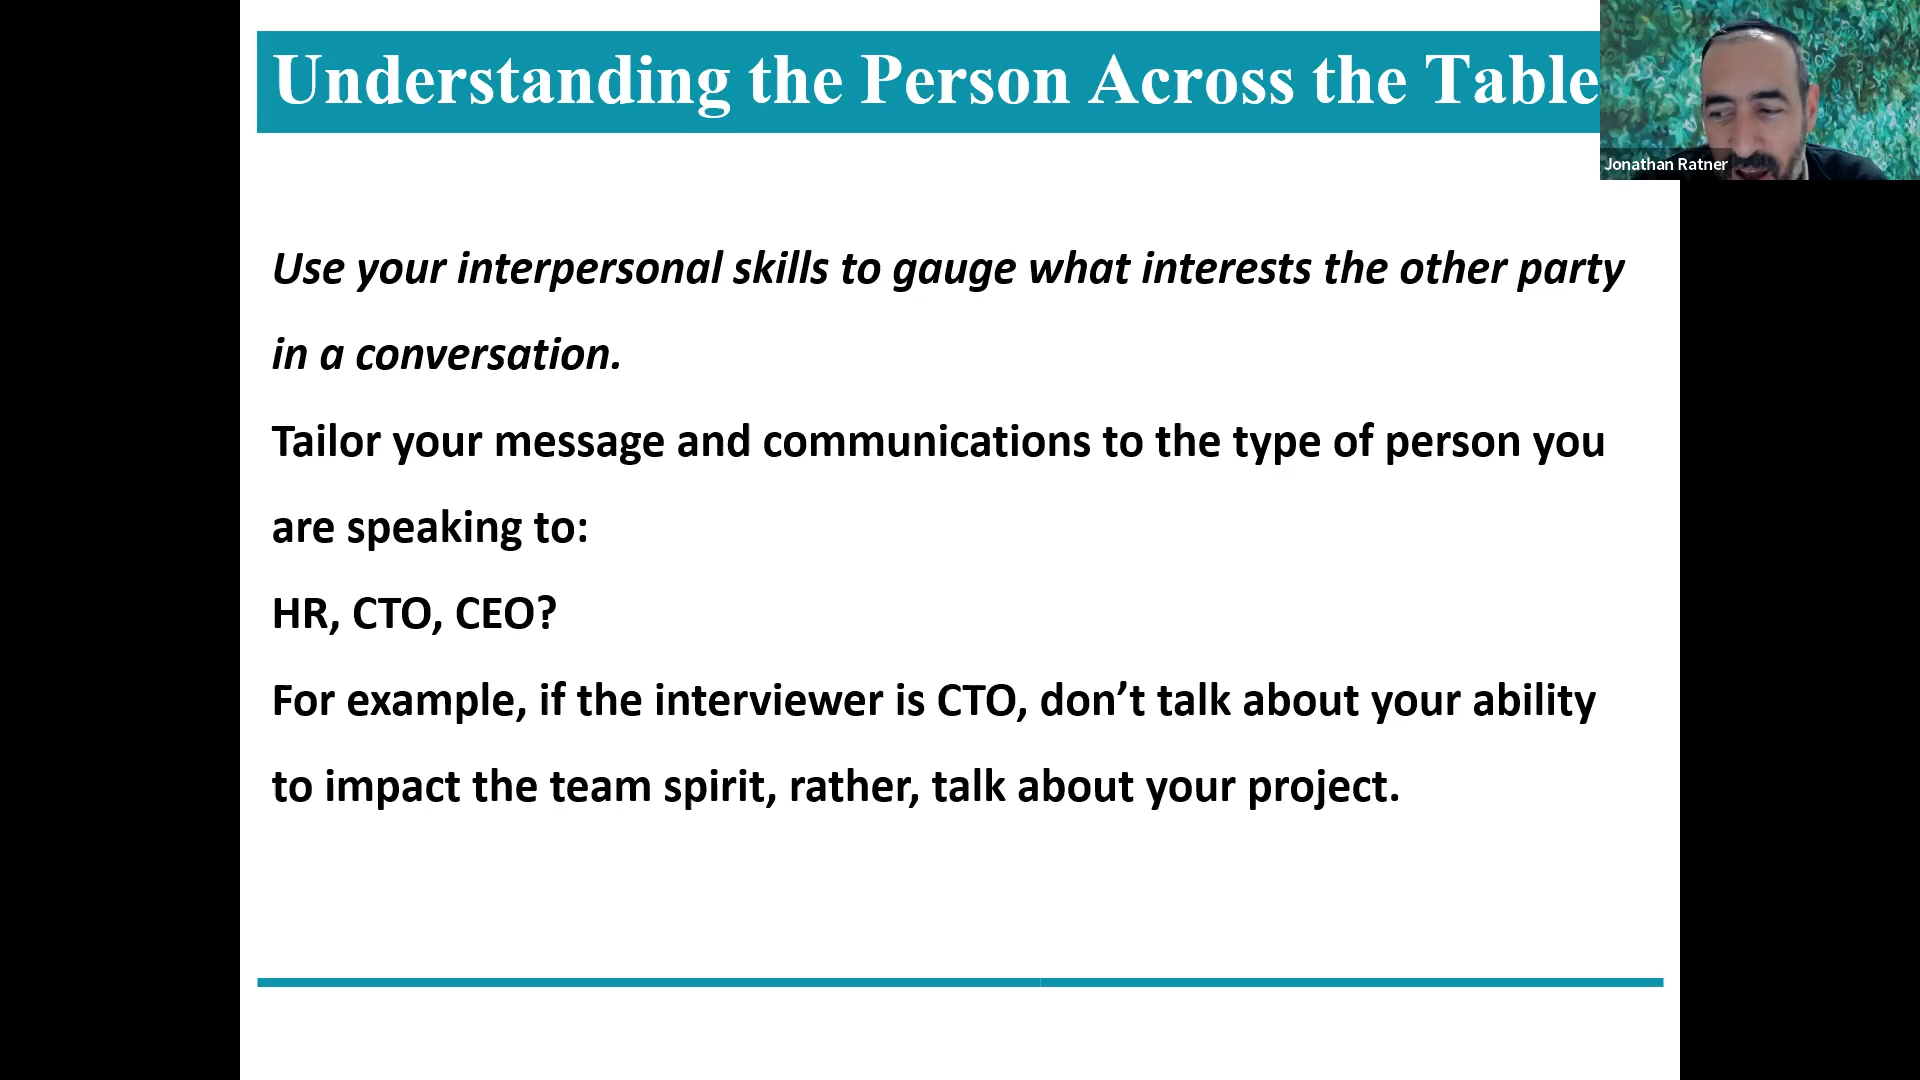 Understanding the Person Across the Table
Jonathan Ratner
Use your interpersonal skills to gauge what interests the other party
in a conversation.
Tailor your message and communications to the type of person you
are speaking to:
HR, CTO, CEO?
For example, if the interviewer is CTO, don’t talk about your ability
to impact the team spirit, rather, talk about your project.